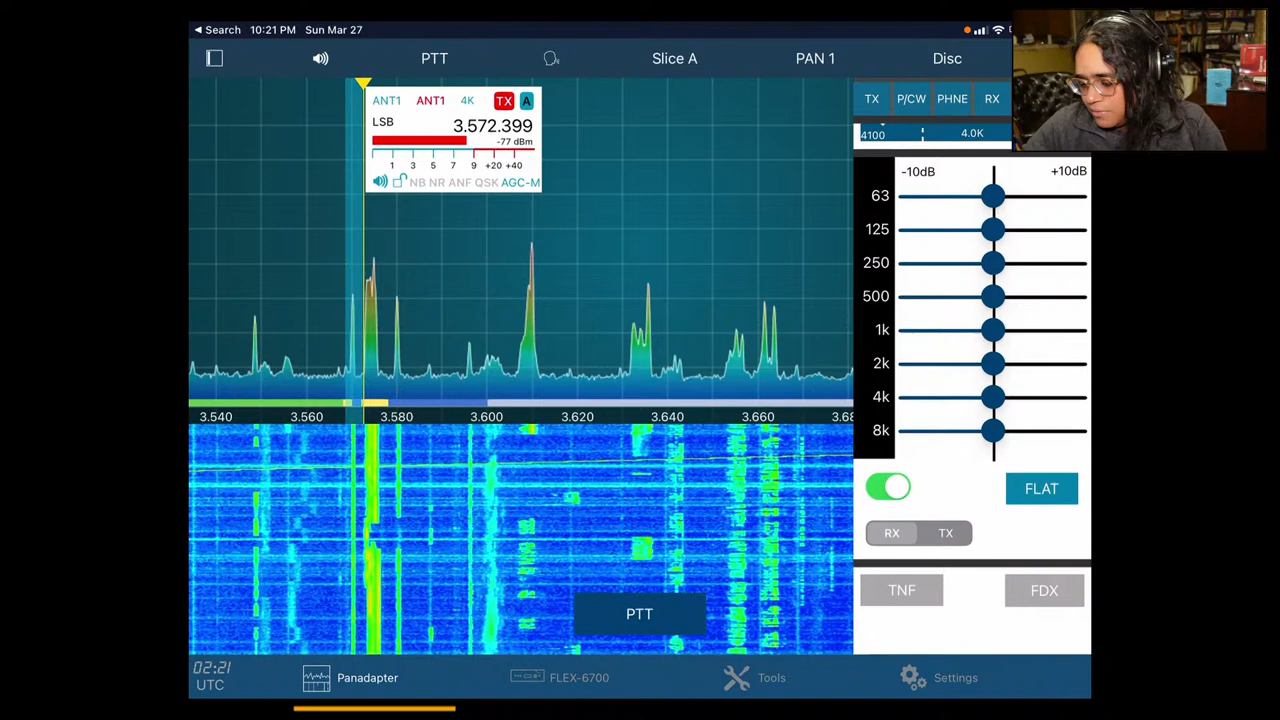 Search 10:21 PM Sun Mar 27
PTT Slice A PAN 1 Disc
ANT1 ANT1 4K TX A
LSB 3.572.399
-77 dBm
1 3 5 7 9 +20 +40
NB NR ANF QSK AGC-M
TX P/CW PHNE RX
4100 4.0K
-10dB +10dB
63
125
250
500
1k
2k
4k
8k
FLAT
RX TX
TNF FDX
3.540 3.560 3.580 3.600 3.620 3.640 3.660 3.68
PTT
02:21
UTC
Panadapter FLEX-6700 Tools Settings